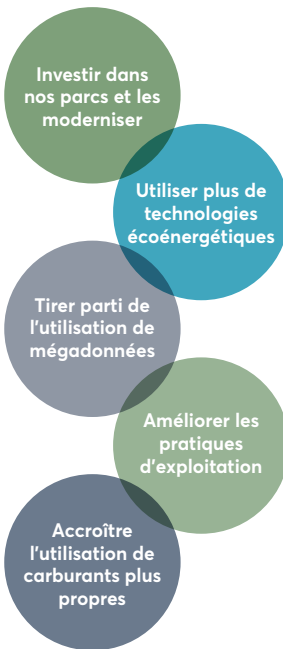 Investir dans
nos parcs et les
moderniser
Utiliser plus de
technologies
écoénergétiques
Tirer parti de
l'utilisation de
mégadonnées
Améliorer les
pratiques
d'exploitation
Accroître
l'utilisation de
carburants plus
propres